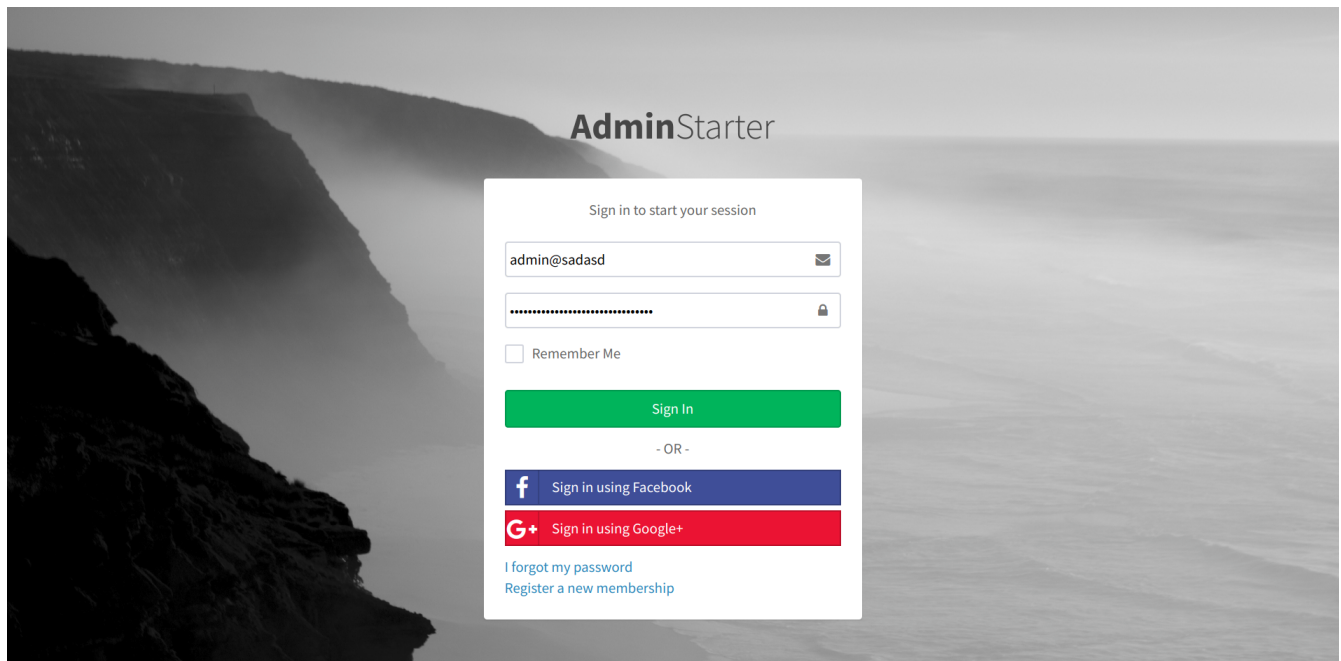 AdminStarter
Sign in to start your session
admin@sadasd
••••••••••••••••••••••••••••••••
Remember Me
Sign In
- OR -
Sign in using Facebook
G+ Sign in using Google+
I forgot my password
Register a new membership